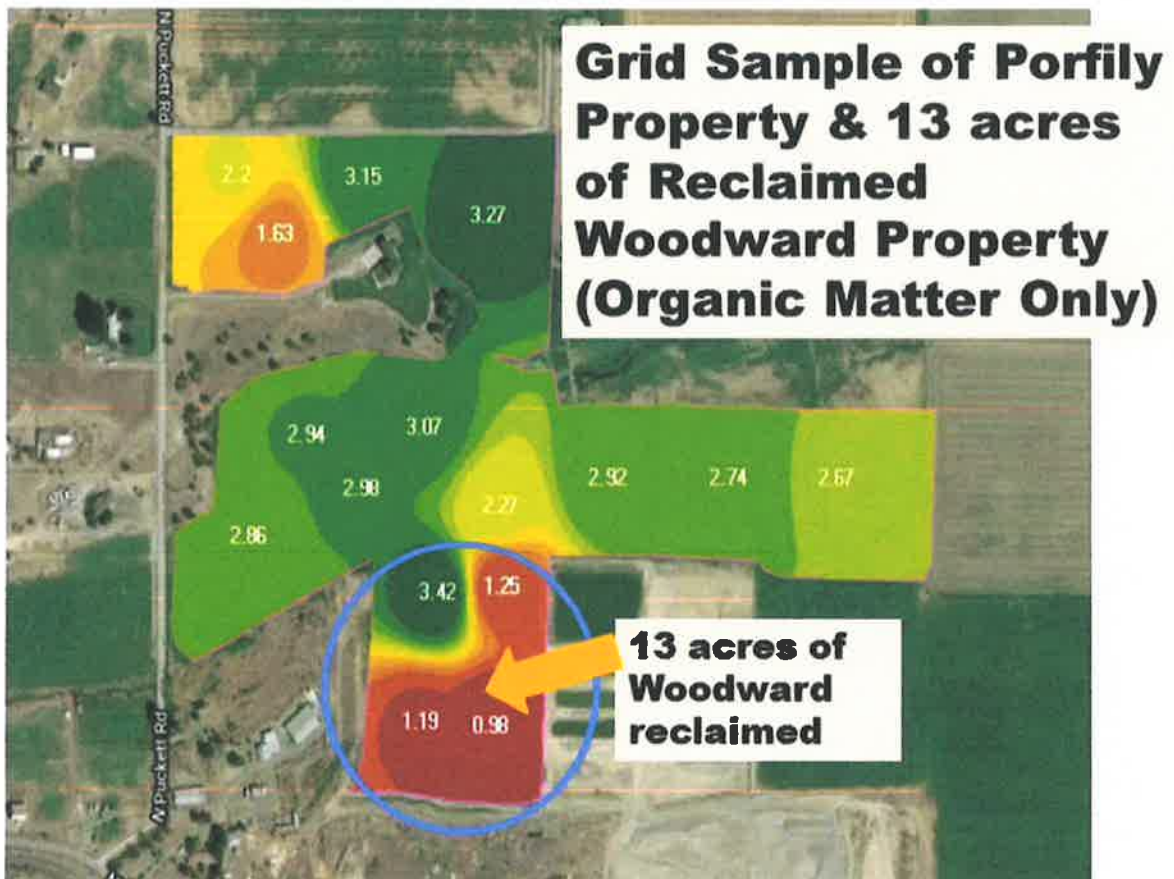 N Puckett Rd
Grid Sample of Porfily
Property & 13 acres
of Reclaimed
Woodward Property
(Organic Matter Only)
2.2
3.15
3.27
1.63
2.94
3.07
2.98
2.27
2.92
2.74
2.67
2.86
3.42
1.25
13 acres of
Woodward
reclaimed
1.19
0.98
N Puckett Rd